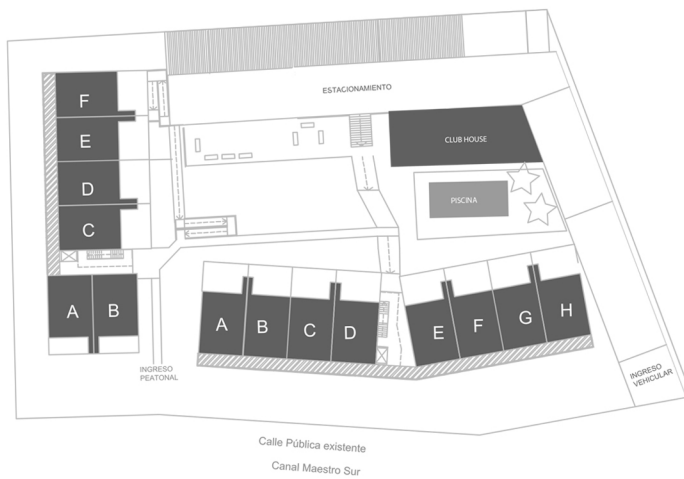 ESTACIONAMIENTO
F
E
D
C
A
B
CLUB HOUSE
PISCINA
A
B
C
D
E
F
G
H
INGRESO
PEATONAL
INGRESO
VEHICULAR
Calle Pública existente
Canal Maestro Sur